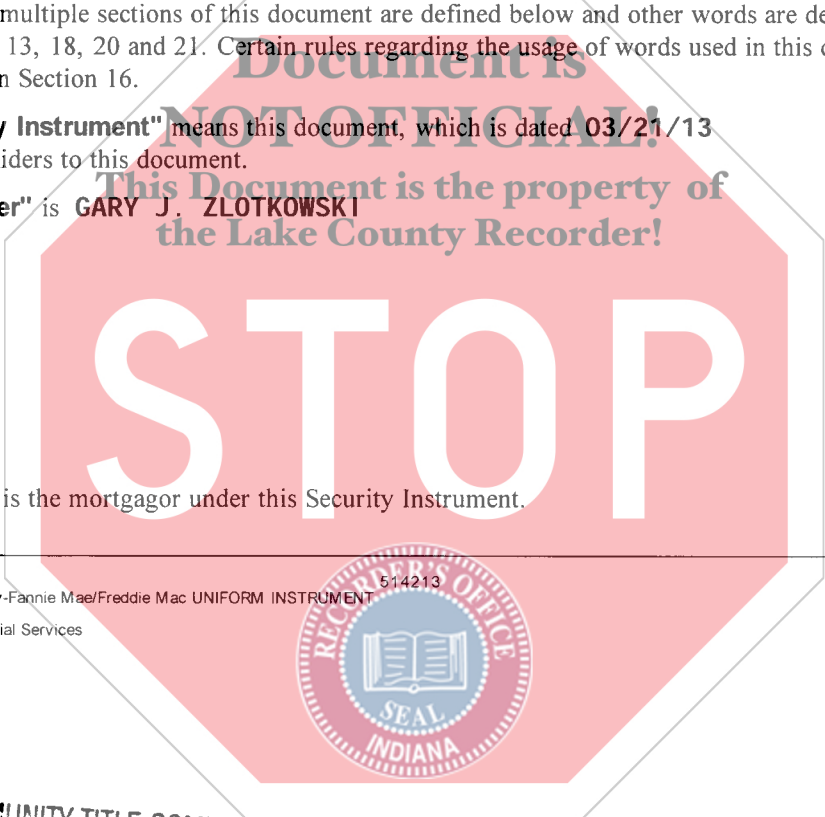 multiple sections of this document are defined below and other words are de
13, 18, 20 and 21. Certain rules regarding the usage of words used in this
n Section 16.
Document is
y Instrument" means this document, which is dated 03/21/13
NOT OFFICIAL!
iders to this document.
This Document is the property of
er" is GARY J. ZLOTKOWSKI
the Lake County Recorder!
STOP
is the mortgagor under this Security Instrument.
514213
-Fannie Mae/Freddie Mac UNIFORM INSTRUMENT
ial Services
RECORDER'S OFFICE
SEAL
INDIANA
UNITY TITLE